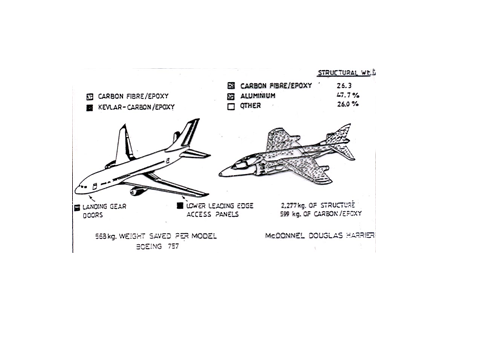 STRUCTURAL Wt.%
CARBON FIBRE/EPOXY 26.3
ALUMINIUM 47.7 %
OTHER 26.0 %
CARBON FIBRE/EPOXY
KEVLAR-CARBON/EPOXY
LANDING GEAR
DOORS
LOWER LEADING EDGE
ACCESS PANELS
2,277 kg. OF STRUCTURE
599 kg. OF CARBON/EPOXY
568 kg. WEIGHT SAVED PER MODEL
BOEING 757
McDONNEL DOUGLAS HARRIER